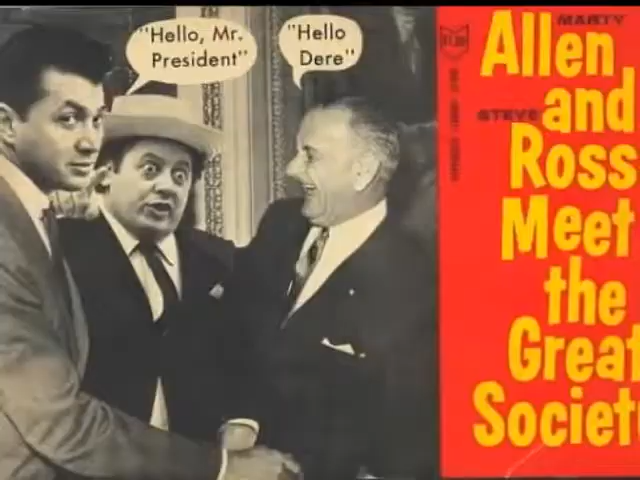 "Hello, Mr.
President"
"Hello
Dere"
MARTY
Allen
STEVE and
Ross
Meet
the
Great
Society